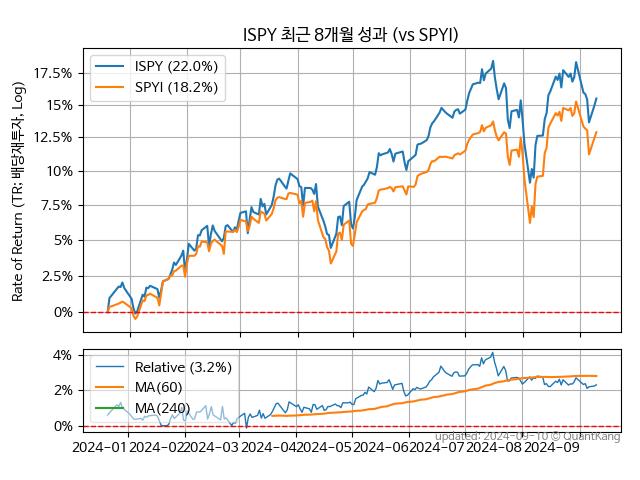 ISPY 최근 8개월 성과 (vs SPYI)
Rate of Return (TR: 배당재투자, Log)
17.5%
15%
12.5%
10%
7.5%
5%
2.5%
0%
ISPY (22.0%)
SPYI (18.2%)
4%
2%
0%
Relative (3.2%)
MA(60)
MA(240)
updated: 2024-09-10 © QuantKang
2024-01 2024-02 2024-03 2024-04 2024-05 2024-06 2024-07 2024-08 2024-09